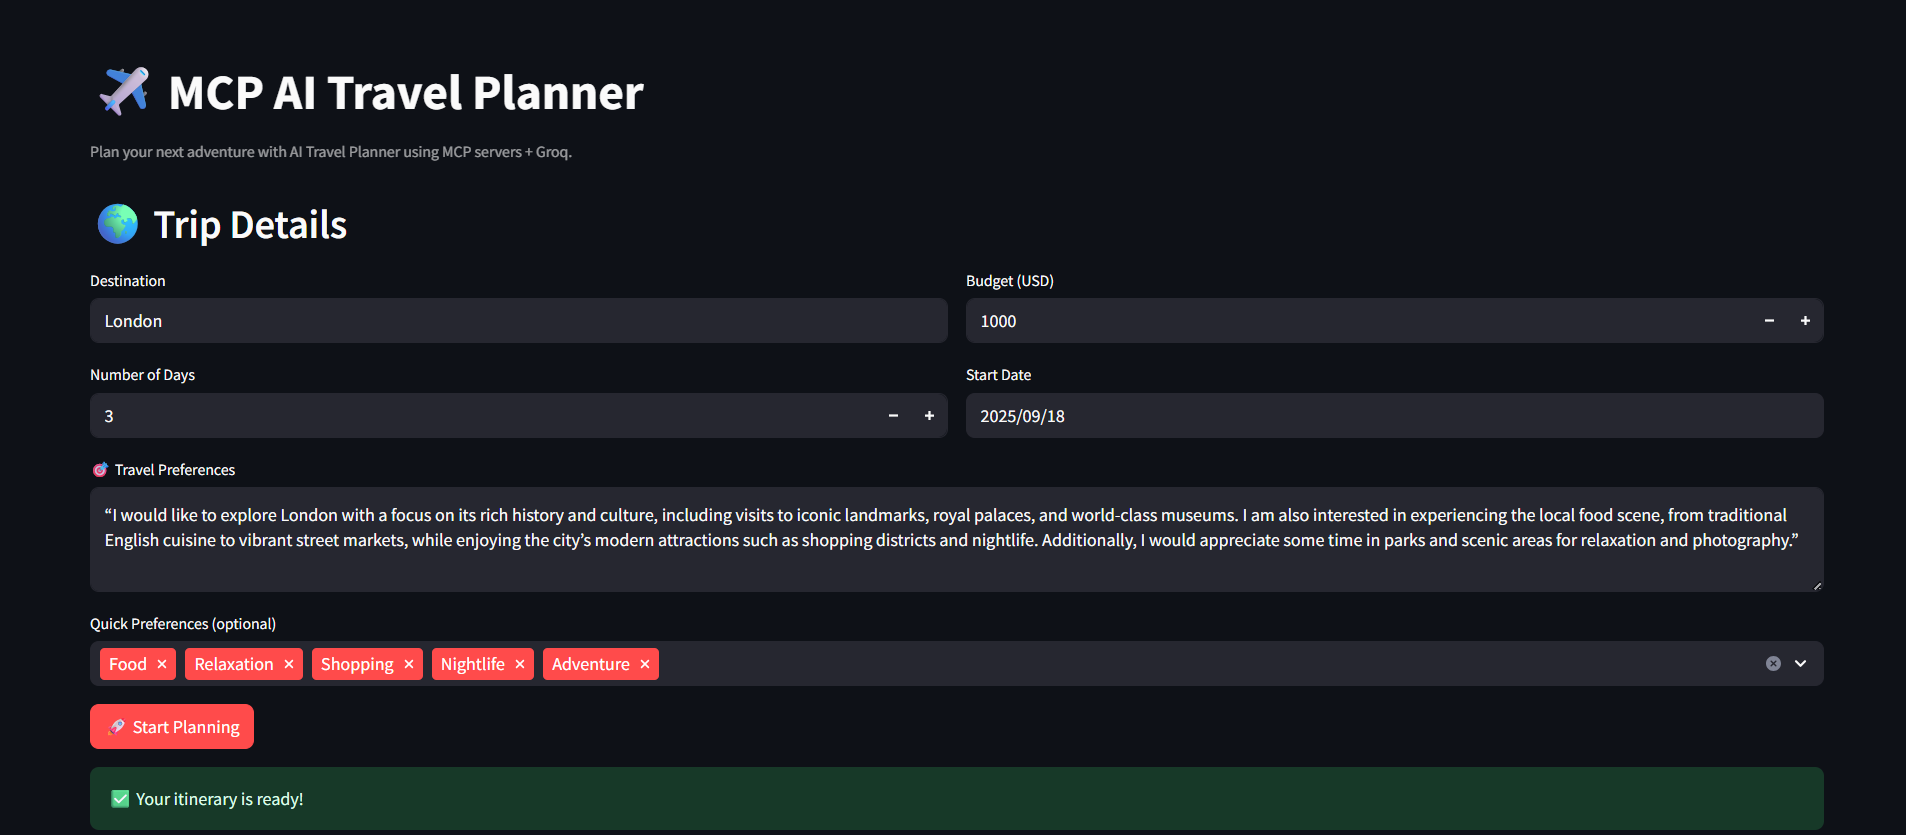 MCP AI Travel Planner
Plan your next adventure with AI Travel Planner using MCP servers + Groq.
Trip Details
Destination
Budget (USD)
London
1000
Number of Days
Start Date
3
2025/09/18
Travel Preferences
“I would like to explore London with a focus on its rich history and culture, including visits to iconic landmarks, royal palaces, and world-class museums. I am also interested in experiencing the local food scene, from traditional
English cuisine to vibrant street markets, while enjoying the city’s modern attractions such as shopping districts and nightlife. Additionally, I would appreciate some time in parks and scenic areas for relaxation and photography.”
Quick Preferences (optional)
Food Relaxation Shopping Nightlife Adventure
Start Planning
Your itinerary is ready!